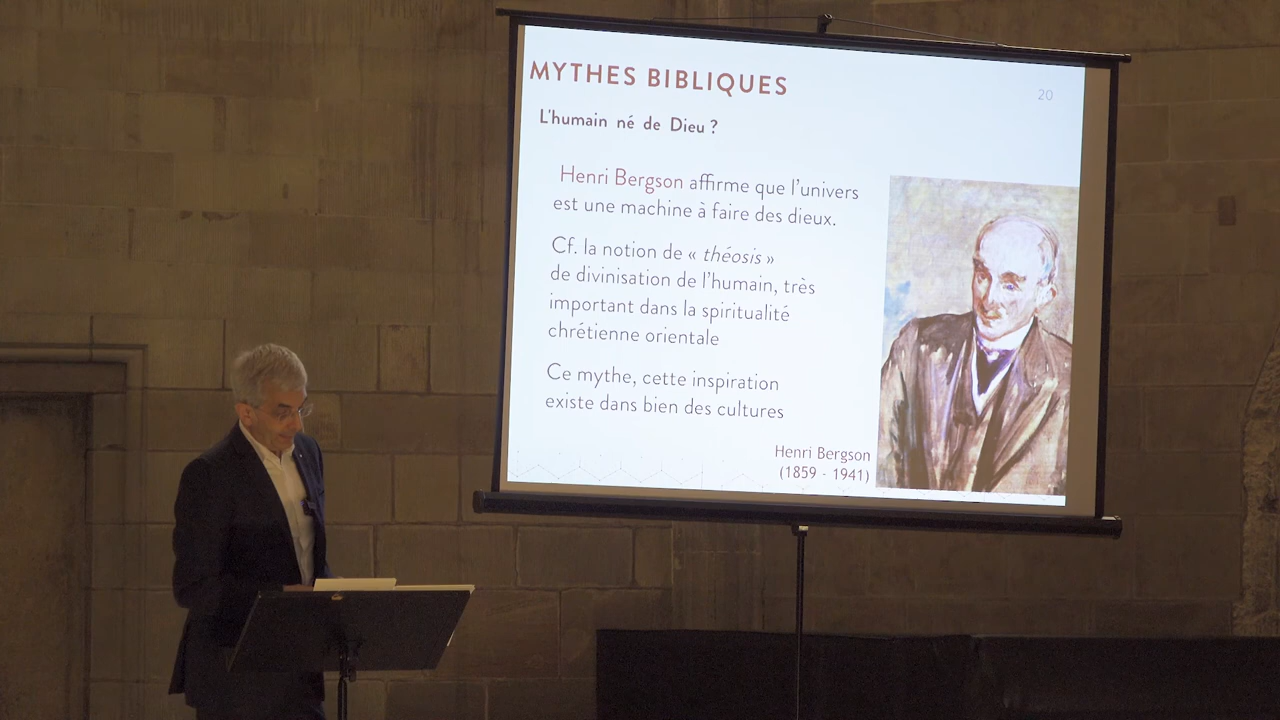 MYTHES BIBLIQUES
20
L'humain né de Dieu ?
Henri Bergson affirme que l'univers
est une machine à faire des dieux.
Cf. la notion de « théosis »
de divinisation de l'humain, très
important dans la spiritualité
chrétienne orientale
Ce mythe, cette inspiration
existe dans bien des cultures
Henri Bergson
(1859 - 1941)